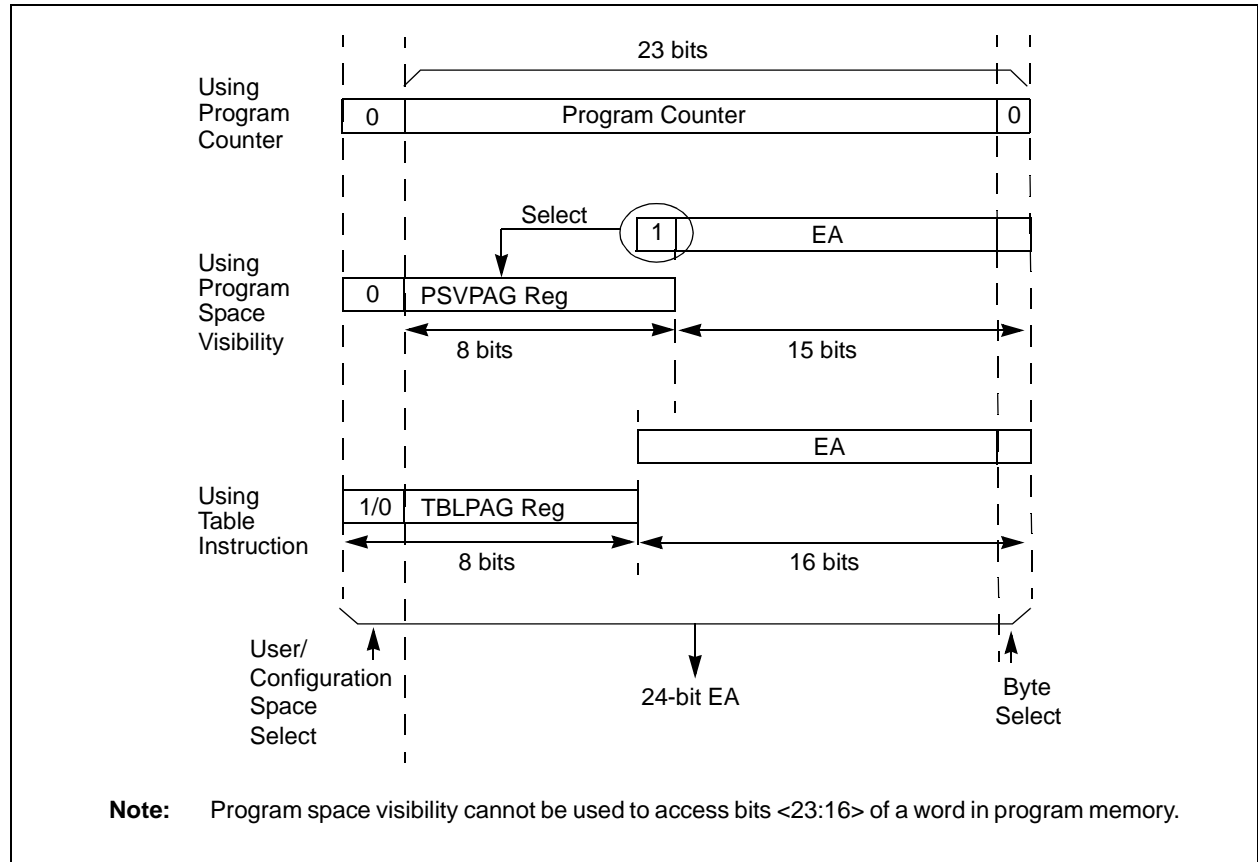 23 bits
Using
Program
Counter
0
Program Counter
0
Select
1
EA
Using
Program
Space
Visibility
0
PSVPAG Reg
8 bits
15 bits
EA
Using
Table
Instruction
1/0
TBLPAG Reg
8 bits
16 bits
User/
Configuration
Space
Select
24-bit EA
Byte
Select
Note: Program space visibility cannot be used to access bits <23:16> of a word in program memory.